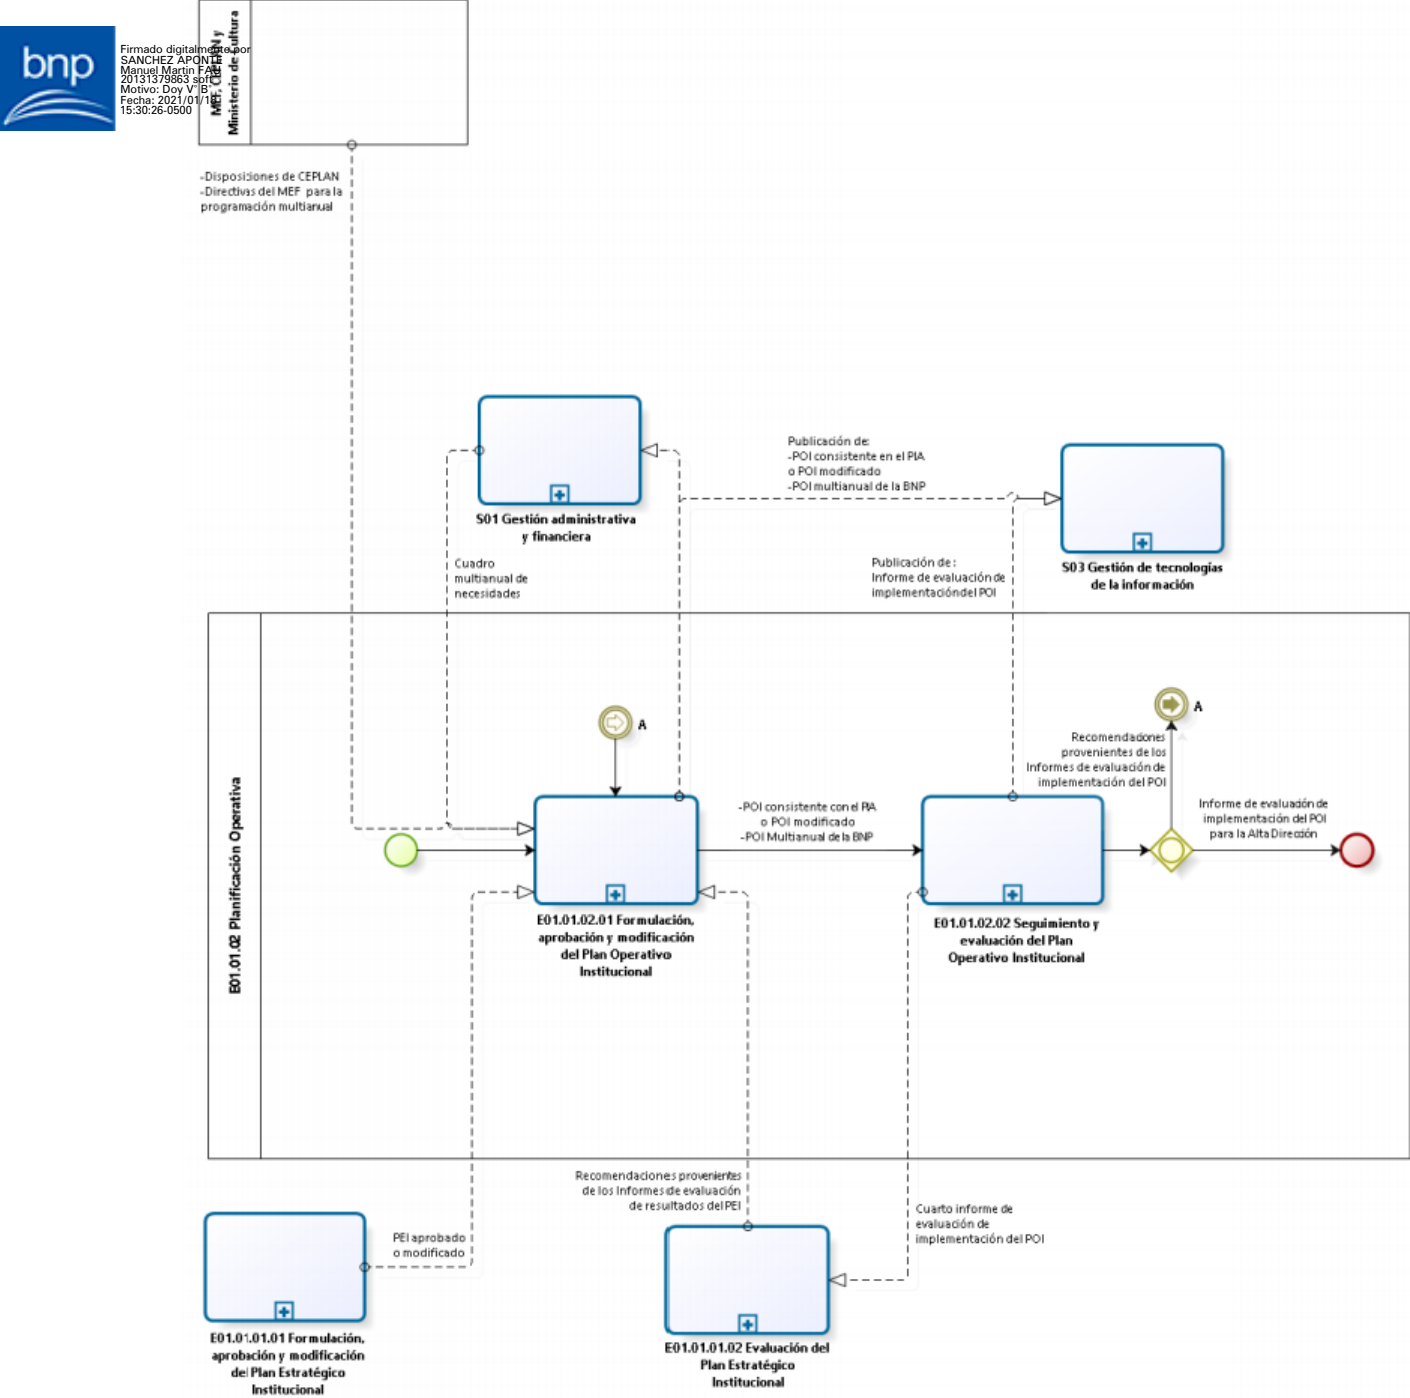 bnp
Firmado digitalmente por
SANCHEZ APONTE
Manuel Martin FAU
20131379863 soft
Motivo: Doy V° B°
15:30:26-0500
MEF, CEPLAN y
Ministerio de Cultura
-Disposiciones de CEPLAN
-Directivas del MEF para la
programación multianual
S01 Gestión administrativa
y financiera
Publicación de:
-POI consistente en el PIA
o POI modificado
-POI multianual de la BNP
S03 Gestión de tecnologías
de la información
Cuadro
multianual de
necesidades
Publicación de :
Informe de evaluación de
implementación del POI
E01.01.02 Planificación Operativa
A
A
Recomendaciones
provenientes de los
Informes de evaluación de
implementación del POI
-POI consistente con el PIA
o POI modificado
-POI Multianual de la BNP
Informe de evaluación de
implementación del POI
para la Alta Dirección
E01.01.02.01 Formulación,
aprobación y modificación
del Plan Operativo
Institucional
E01.01.02.02 Seguimiento y
evaluación del Plan
Operativo Institucional
Recomendaciones provenientes
de los Informes de evaluación
de resultados del PEI
PEI aprobado
o modificado
Cuarto informe de
evaluación de
implementación del POI
E01.01.01.01 Formulación,
aprobación y modificación
del Plan Estratégico
Institucional
E01.01.01.02 Evaluación del
Plan Estratégico
Institucional